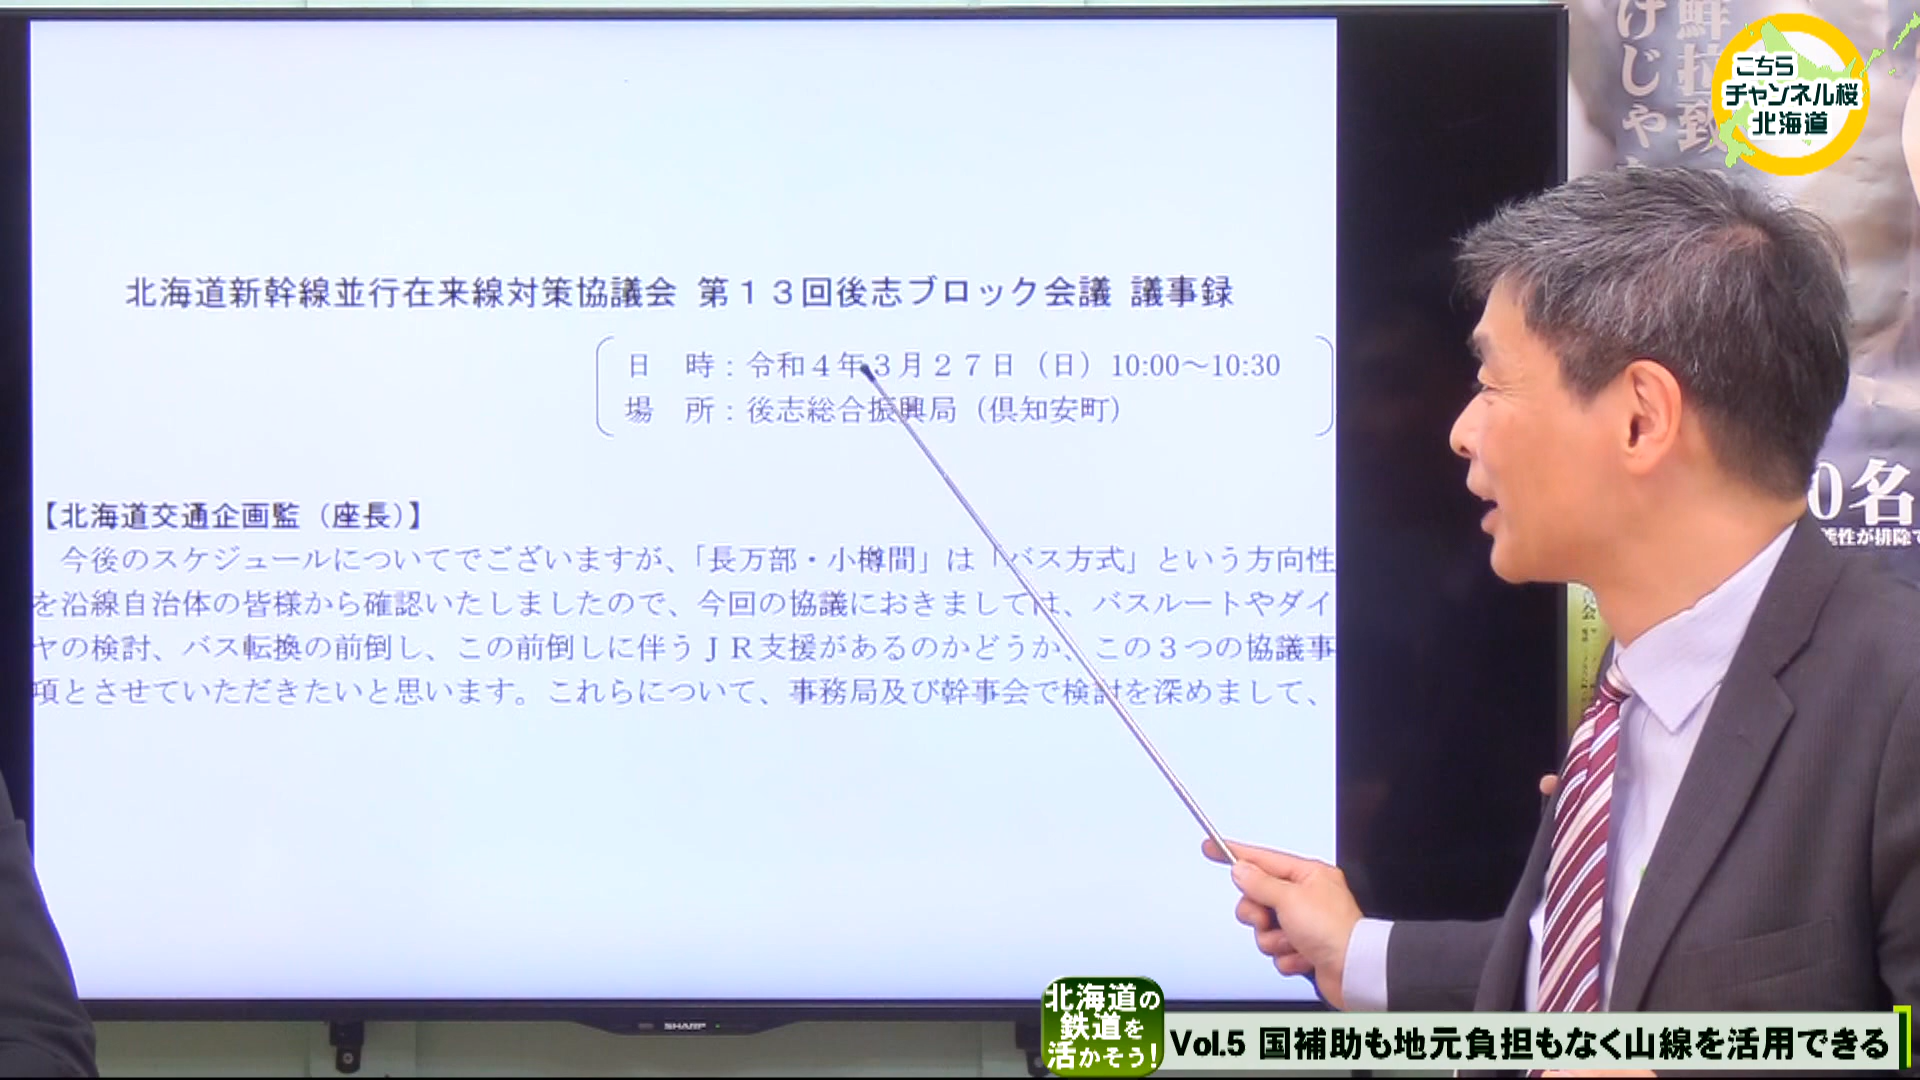 北海道新幹線並行在来線対策協議会 第13回後志ブロック会議 議事録
日　時：令和4年3月27日（日）10:00～10:30
場　所：後志総合振興局（倶知安町）
【北海道交通企画監（座長）】
今後のスケジュールについてでございますが、「長万部・小樽間」は「バス方式」という方向性
を沿線自治体の皆様から確認いたしましたので、今回の協議におきましては、バスルートやダイ
ヤの検討、バス転換の前倒し、この前倒しに伴うＪＲ支援があるのかどうか、この３つの協議事
項とさせていただきたいと思います。これらについて、事務局及び幹事会で検討を深めまして、
SHARP
こちら
チャンネル桜
北海道
鮮拉致
けじゃ
0名
性が排除
北海道の
鉄道を
活かそう!
Vol.5 国補助も地元負担もなく山線を活用できる